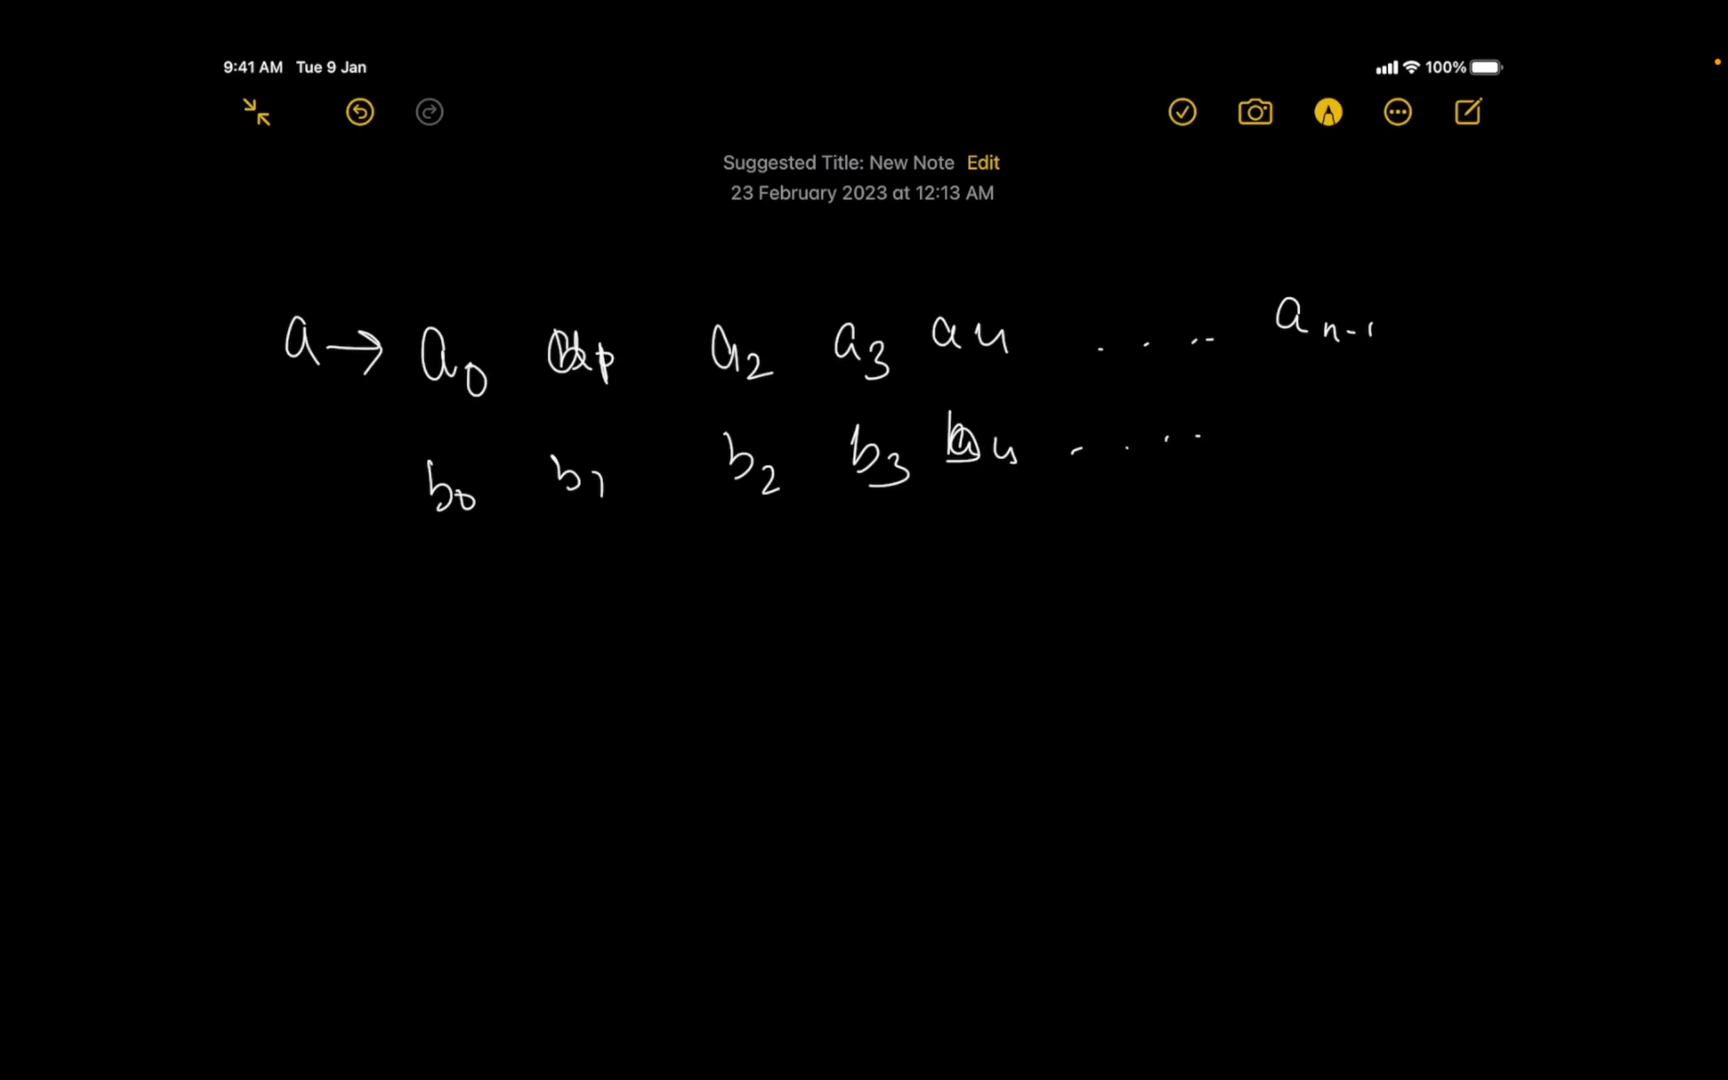 9:41 AM Tue 9 Jan 100%
Suggested Title: New Note Edit
23 February 2023 at 12:13 AM
a → a₀ a₂ a₃ a₄ . . . . aₙ₋₁
b₀ b₁ b₂ b₃ b₄ . . . .